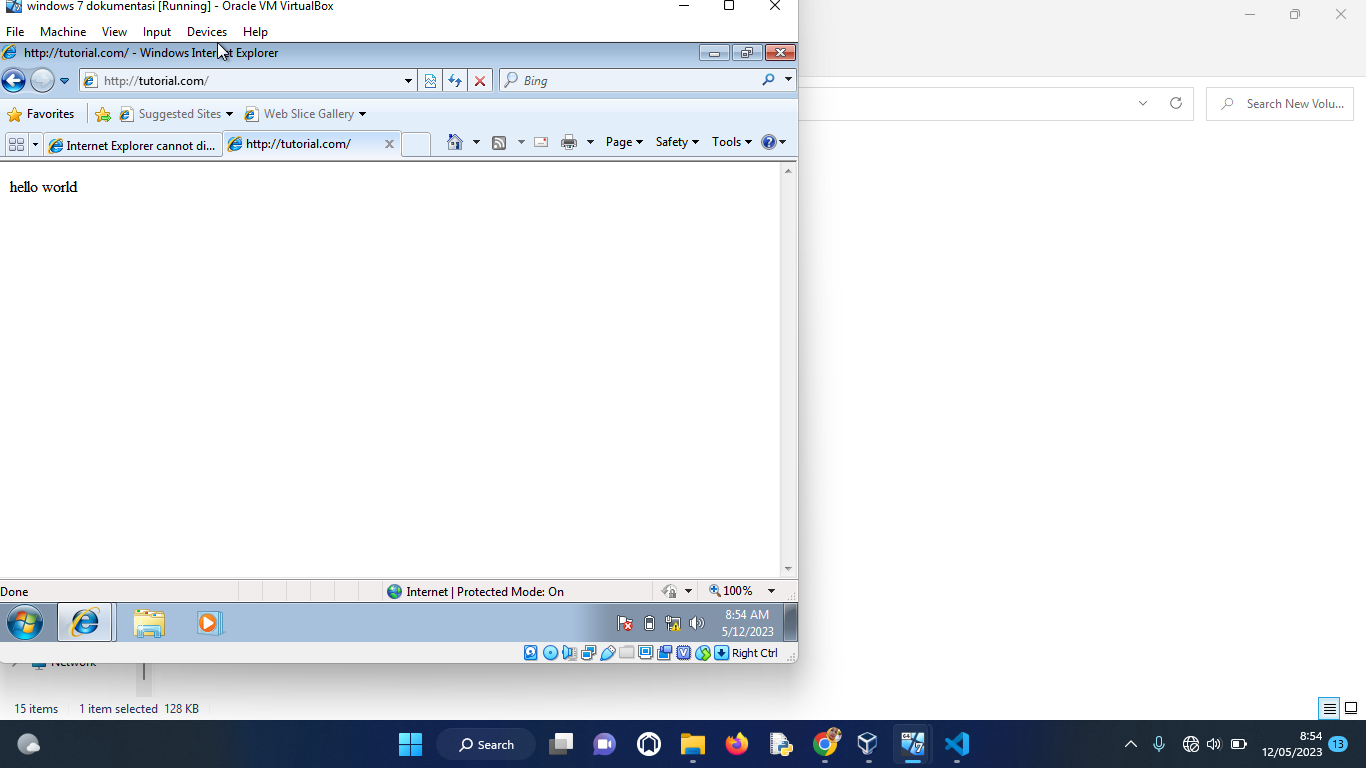 windows 7 dokumentasi [Running] - Oracle VM VirtualBox
File Machine View Input Devices Help
http://tutorial.com/ - Windows Internet Explorer
http://tutorial.com/
Bing
Search New Volu...
Favorites
Suggested Sites
Web Slice Gallery
Internet Explorer cannot di...
http://tutorial.com/
Page
Safety
Tools
hello world
Done
Internet | Protected Mode: On
100%
8:54 AM
5/12/2023
Right Ctrl
Network
15 items
1 item selected 128 KB
Search
8:54
12/05/2023
13